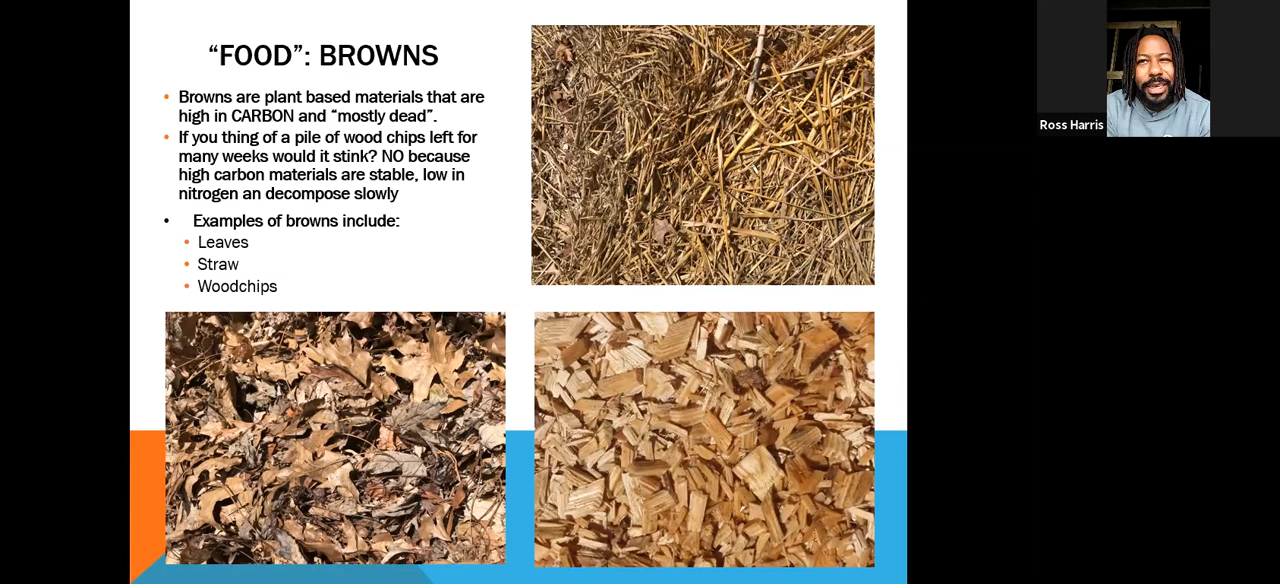 “FOOD”: BROWNS
• Browns are plant based materials that are
high in CARBON and “mostly dead”.
• If you thing of a pile of wood chips left for
many weeks would it stink? NO because
high carbon materials are stable, low in
nitrogen an decompose slowly
• Examples of browns include:
• Leaves
• Straw
• Woodchips
Ross Harris